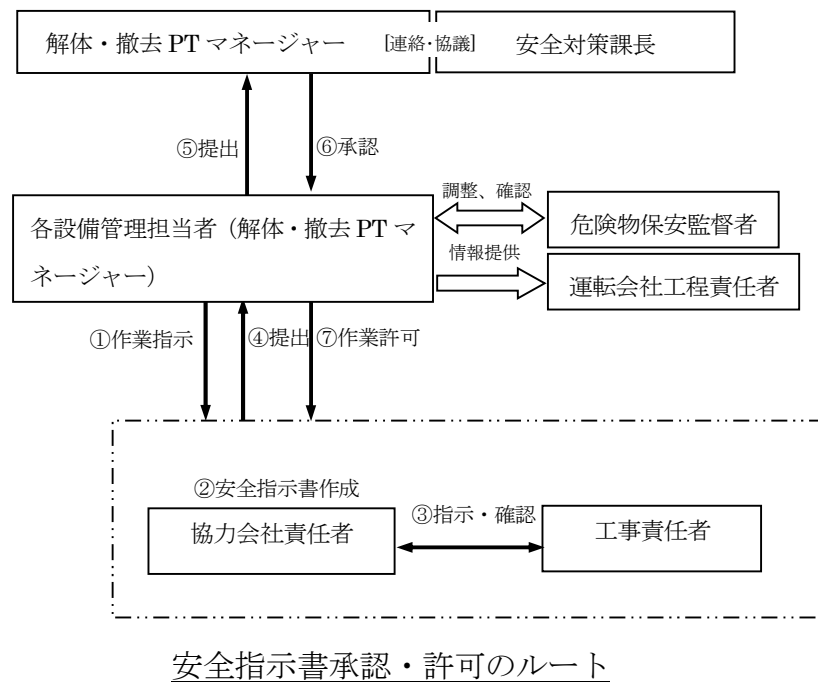 解体・撤去 PT マネージャー [連絡・協議] 安全対策課長
⑤提出 ⑥承認
調整、確認
各設備管理担当者（解体・撤去 PT マ
ネージャー）
危険物保安監督者
情報提供
運転会社工程責任者
①作業指示 ④提出 ⑦作業許可
②安全指示書作成
協力会社責任者
③指示・確認
工事責任者
安全指示書承認・許可のルート